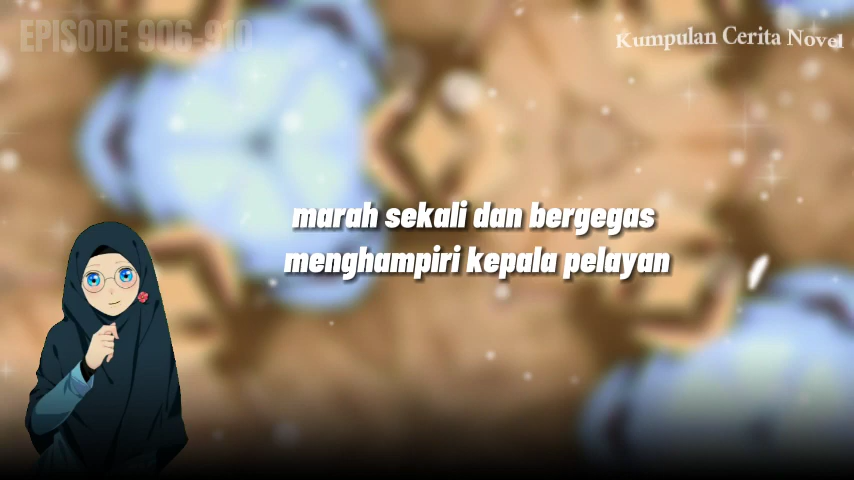 EPISODE 906-910
Kumpulan Cerita Novel
marah sekali dan bergegas
menghampiri kepala pelayan